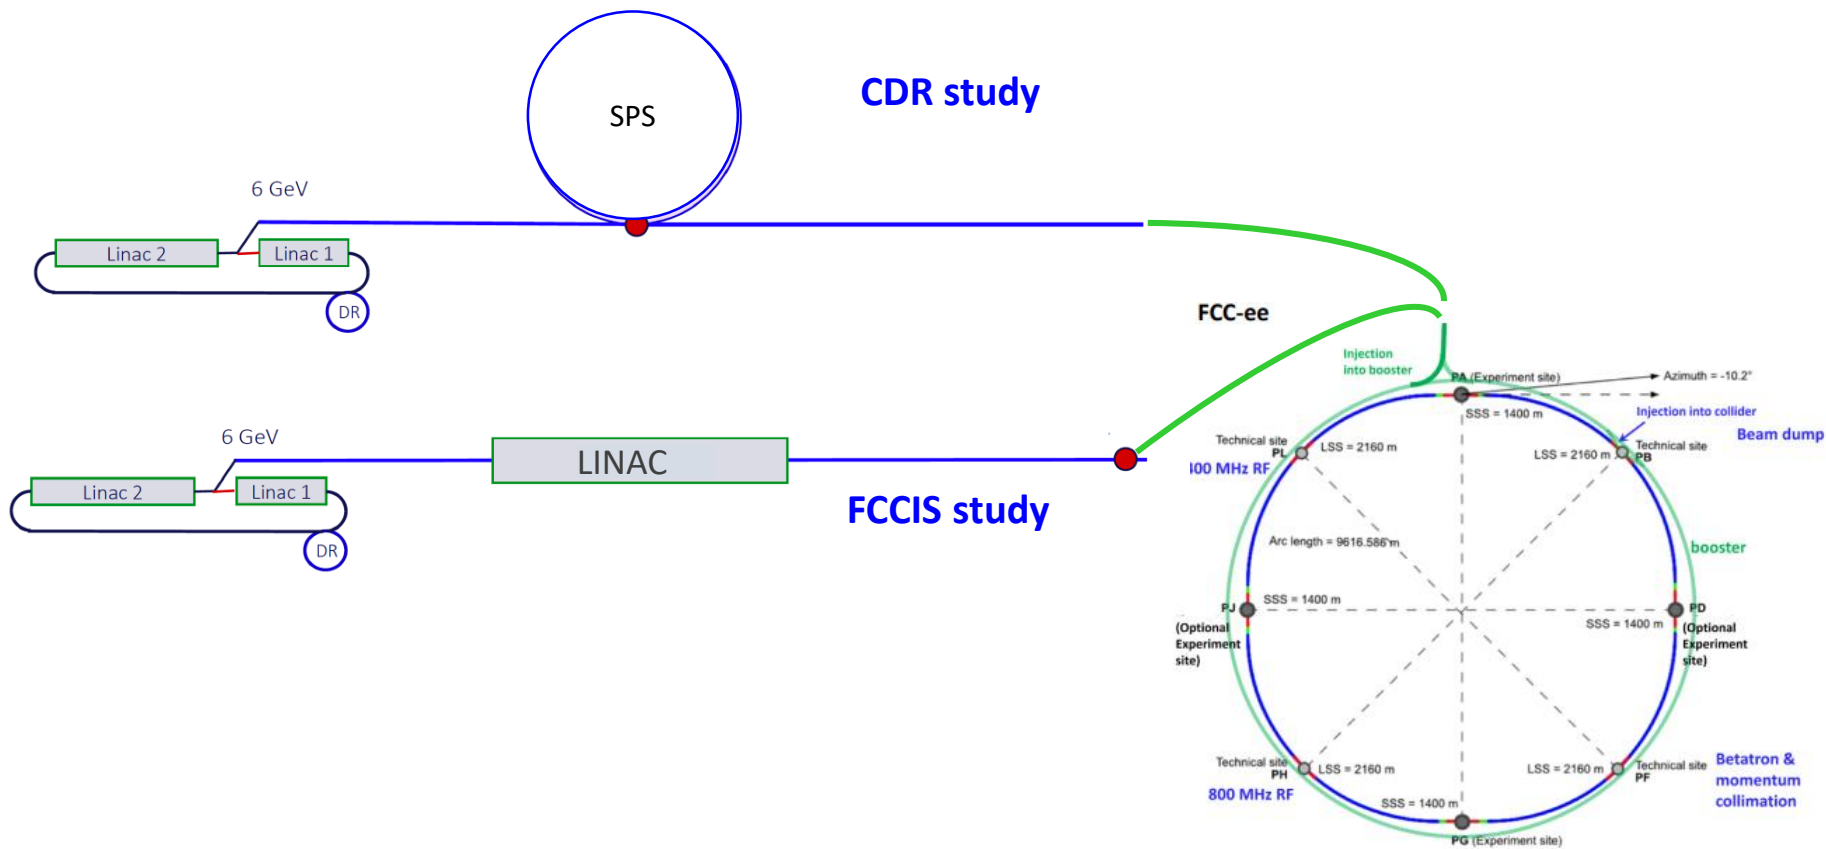 CDR study
SPS
6 GeV
Linac 2
Linac 1
DR
FCC-ee
Injection
into booster
PA (Experiment site)
Azimuth = -10.2°
SSS = 1400 m
Injection into collider
Beam dump
Technical site
PL
LSS = 2160 m
LSS = 2160 m
Technical site
PB
400 MHz RF
6 GeV
LINAC
Linac 2
Linac 1
DR
FCCIS study
Arc length = 9616.586 m
booster
PJ
SSS = 1400 m
(Optional
Experiment
site)
PD
SSS = 1400 m
(Optional
Experiment
site)
Technical site
PH
LSS = 2160 m
800 MHz RF
LSS = 2160 m
Technical site
PF
Betatron &
momentum
collimation
SSS = 1400 m
PG (Experiment site)